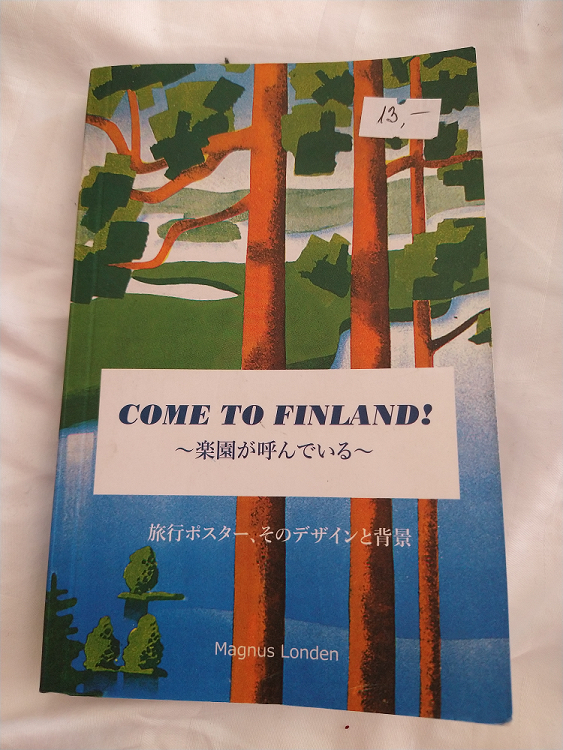 13,-
COME TO FINLAND!
～楽園が呼んでいる～
旅行ポスター、そのデザインと背景
Magnus Londen